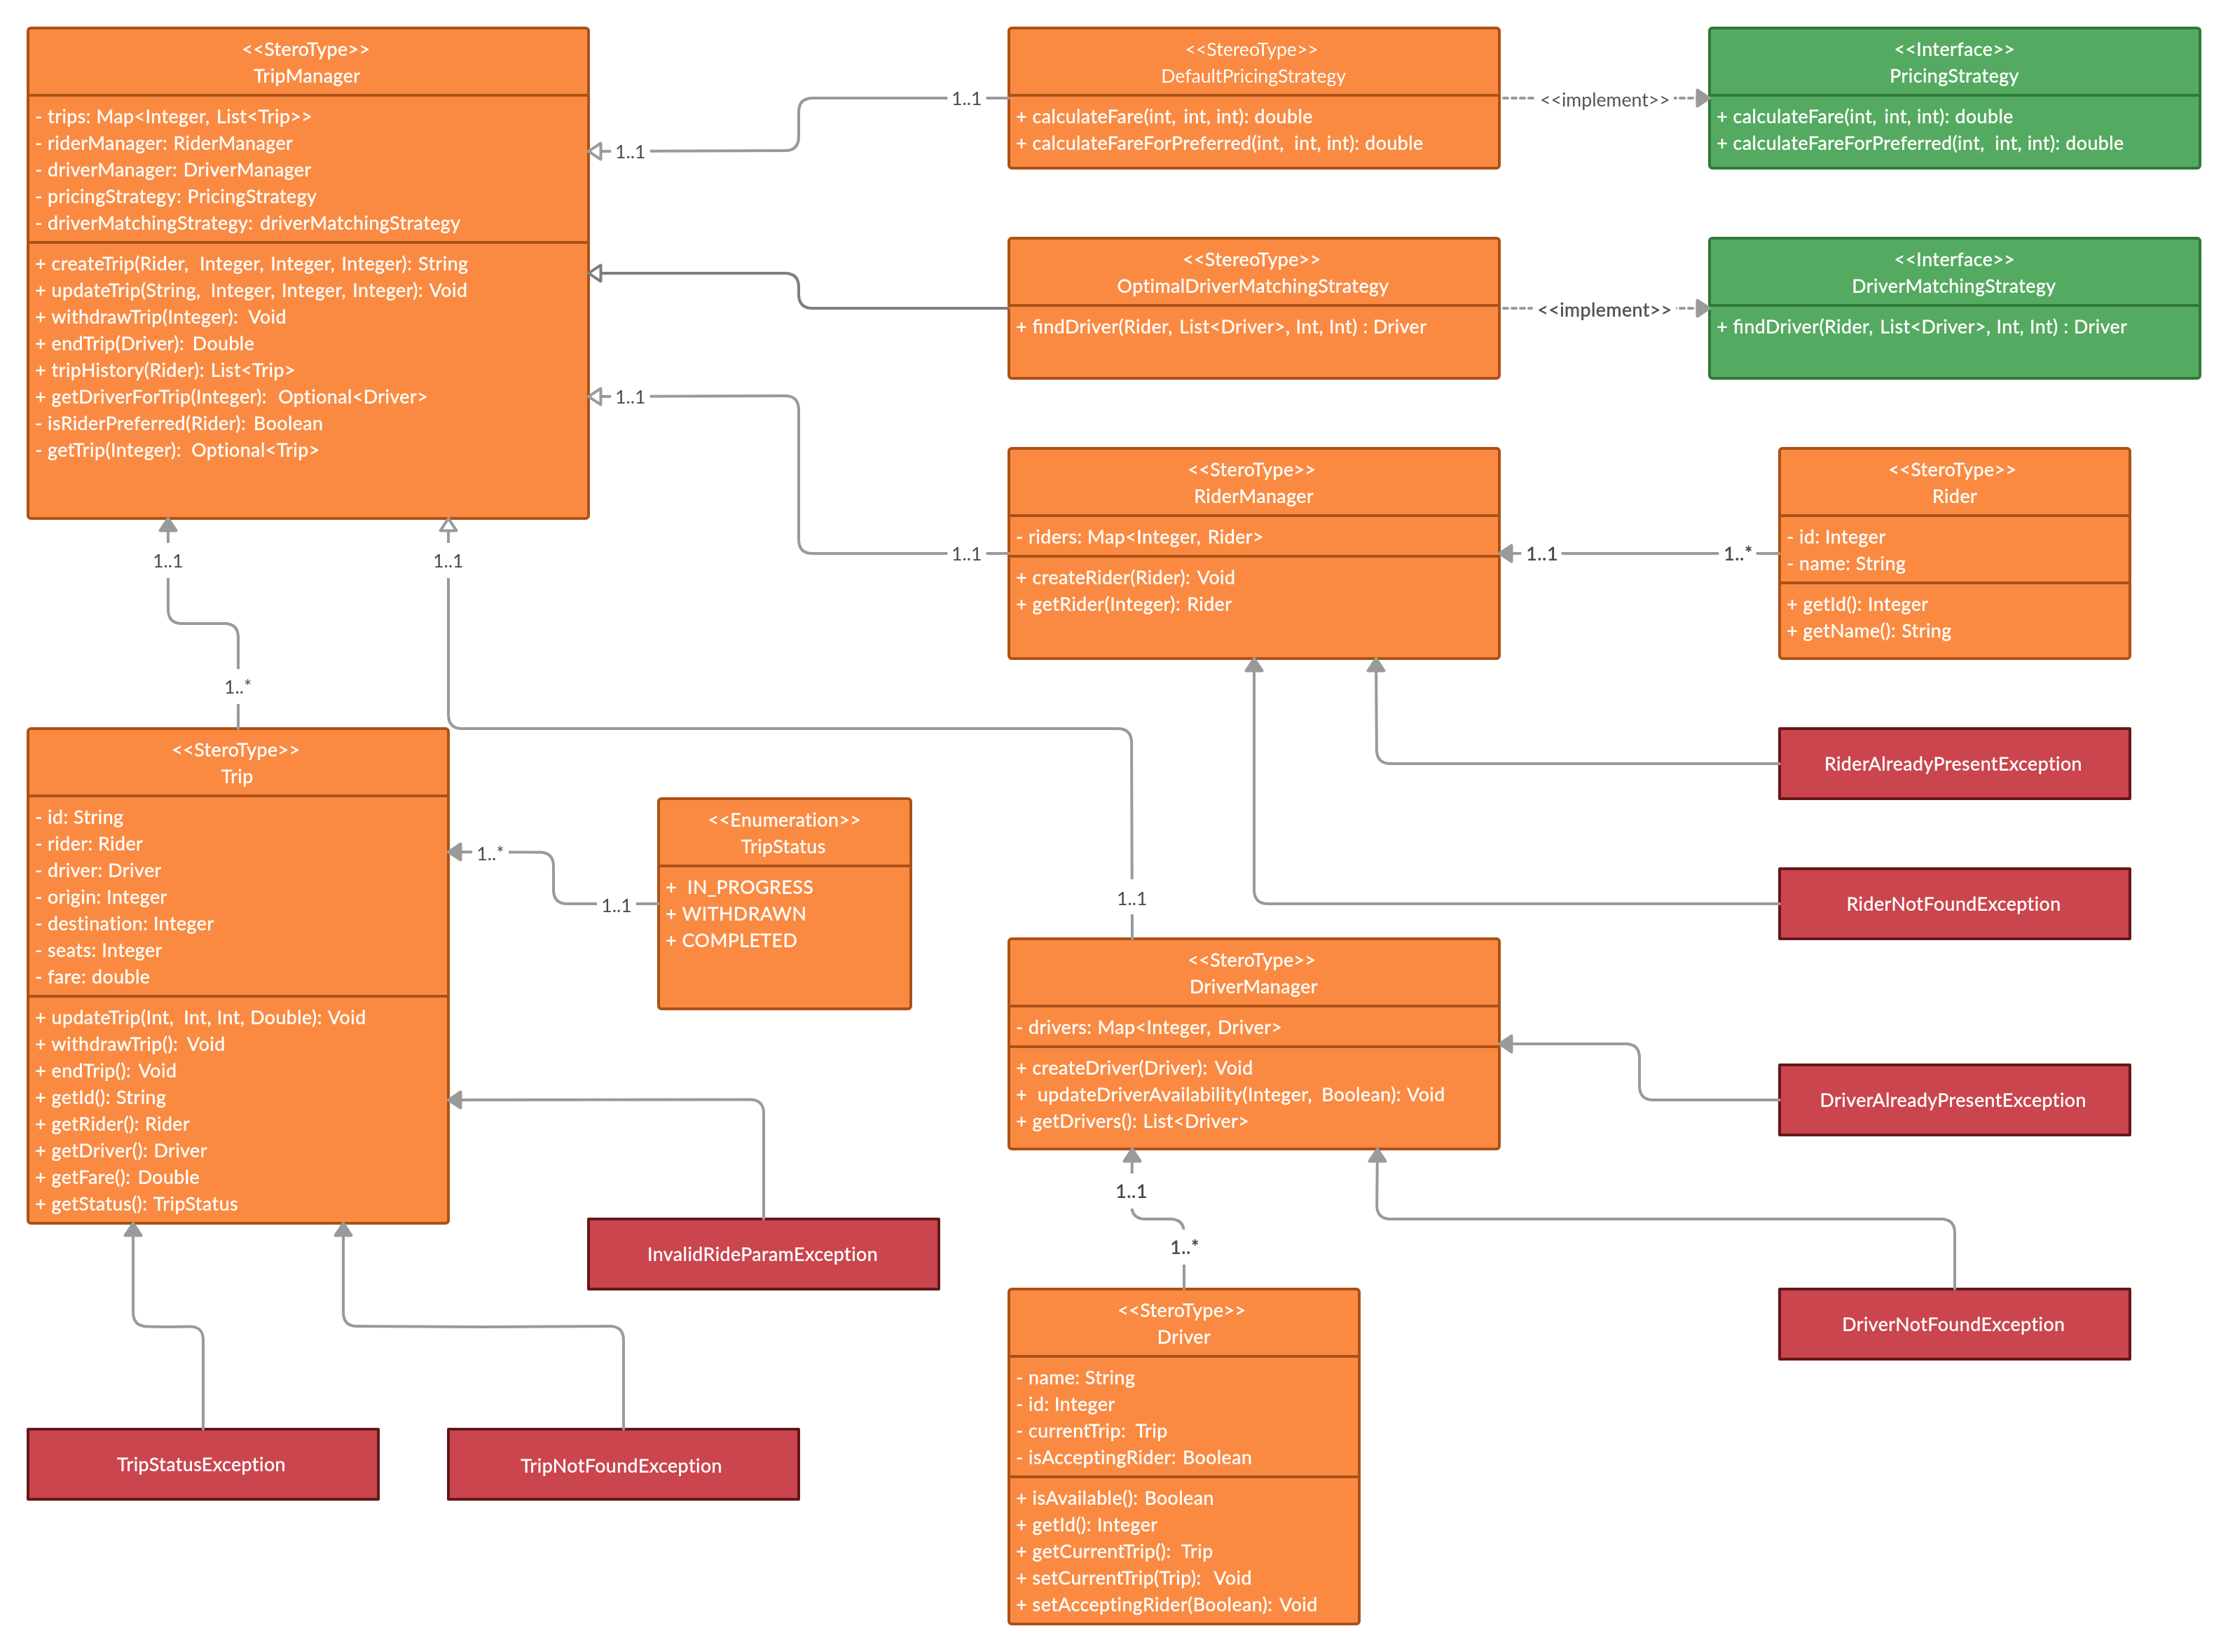 <<SteroType>>
TripManager
- trips: Map<Integer, List<Trip>>
- riderManager: RiderManager
- driverManager: DriverManager
- pricingStrategy: PricingStrategy
- driverMatchingStrategy: driverMatchingStrategy
+ createTrip(Rider, Integer, Integer, Integer): String
+ updateTrip(String, Integer, Integer, Integer): Void
+ withdrawTrip(Integer): Void
+ endTrip(Driver): Double
+ tripHistory(Rider): List<Trip>
+ getDriverForTrip(Integer): Optional<Driver>
- isRiderPreferred(Rider): Boolean
- getTrip(Integer): Optional<Trip>
1..1
1..1
<<StereoType>>
DefaultPricingStrategy
+ calculateFare(int, int, int): double
+ calculateFareForPreferred(int, int, int): double
<<implement>>
<<Interface>>
PricingStrategy
+ calculateFare(int, int, int): double
+ calculateFareForPreferred(int, int, int): double
<<StereoType>>
OptimalDriverMatchingStrategy
+ findDriver(Rider, List<Driver>, Int, Int) : Driver
<<implement>>
<<Interface>>
DriverMatchingStrategy
+ findDriver(Rider, List<Driver>, Int, Int) : Driver
1..1
1..1
<<SteroType>>
RiderManager
- riders: Map<Integer, Rider>
+ createRider(Rider): Void
+ getRider(Integer): Rider
1..1
1..*
<<SteroType>>
Rider
- id: Integer
- name: String
+ getId(): Integer
+ getName(): String
1..1
1..*
1..1
1..1
<<SteroType>>
Trip
- id: String
- rider: Rider
- driver: Driver
- origin: Integer
- destination: Integer
- seats: Integer
- fare: double
+ updateTrip(Int, Int, Int, Double): Void
+ withdrawTrip(): Void
+ endTrip(): Void
+ getId(): String
+ getRider(): Rider
+ getDriver(): Driver
+ getFare(): Double
+ getStatus(): TripStatus
1..*
1..1
<<Enumeration>>
TripStatus
+ IN_PROGRESS
+ WITHDRAWN
+ COMPLETED
RiderAlreadyPresentException
RiderNotFoundException
<<SteroType>>
DriverManager
- drivers: Map<Integer, Driver>
+ createDriver(Driver): Void
+ updateDriverAvailability(Integer, Boolean): Void
+ getDrivers(): List<Driver>
DriverAlreadyPresentException
1..1
1..*
InvalidRideParamException
DriverNotFoundException
<<SteroType>>
Driver
- name: String
- id: Integer
- currentTrip: Trip
- isAcceptingRider: Boolean
+ isAvailable(): Boolean
+ getId(): Integer
+ getCurrentTrip(): Trip
+ setCurrentTrip(Trip): Void
+ setAcceptingRider(Boolean): Void
TripStatusException
TripNotFoundException